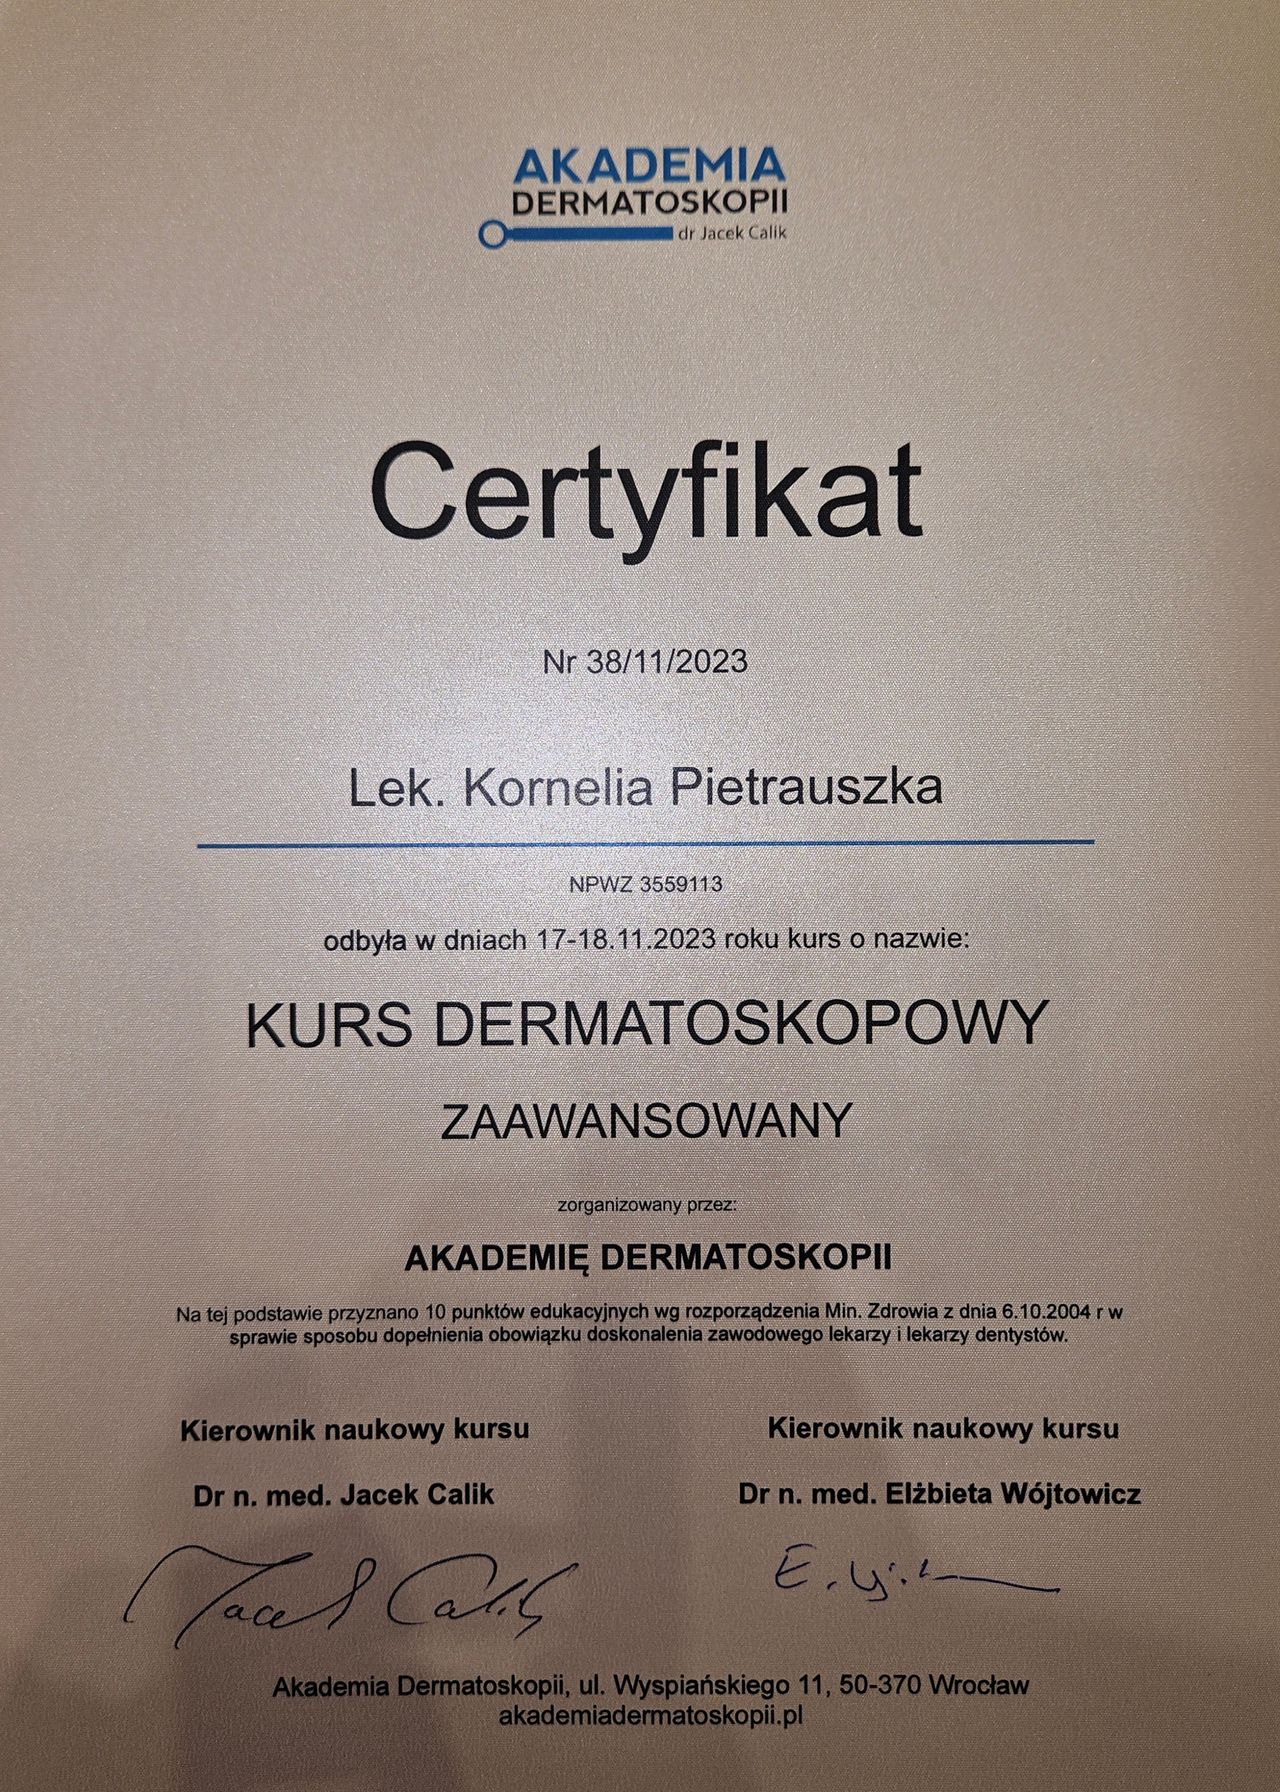 AKADEMIA
DERMATOSKOPII
dr Jacek Calik
Certyfikat
Nr 38/11/2023
Lek. Kornelia Pietrauszka
NPWZ 3559113
odbyła w dniach 17-18.11.2023 roku kurs o nazwie:
KURS DERMATOSKOPOWY
ZAAWANSOWANY
zorganizowany przez:
AKADEMIĘ DERMATOSKOPII
Na tej podstawie przyznano 10 punktów edukacyjnych wg rozporządzenia Min. Zdrowia z dnia 6.10.2004 r w
sprawie sposobu dopełnienia obowiązku doskonalenia zawodowego lekarzy i lekarzy dentystów.
Kierownik naukowy kursu
Dr n. med. Jacek Calik
Jacek Calik
Kierownik naukowy kursu
Dr n. med. Elżbieta Wójtowicz
Akademia Dermatoskopii, ul. Wyspiańskiego 11, 50-370 Wrocław
akademiadermatoskopii.pl